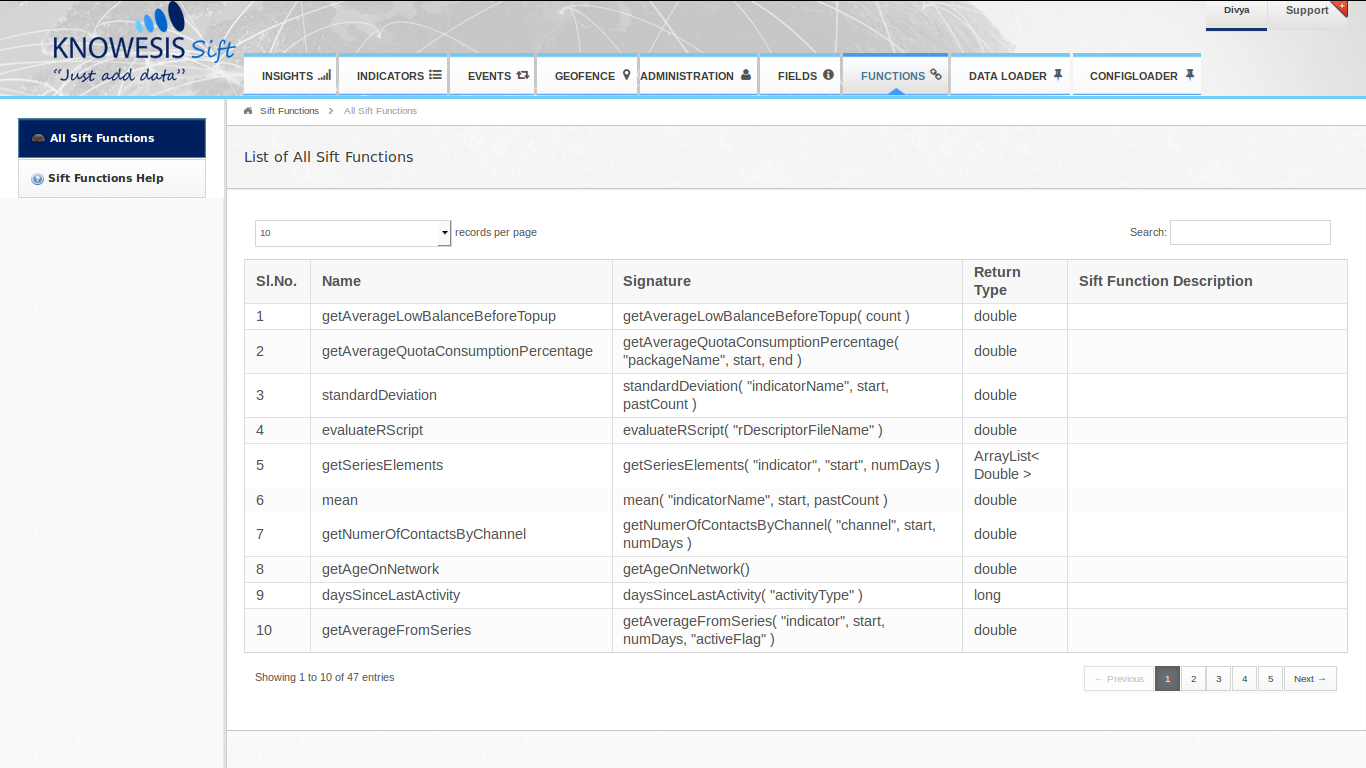 Divya
Support
KNOWESIS Sift
“Just add data”
INSIGHTS
INDICATORS
EVENTS
GEOFENCE
ADMINISTRATION
FIELDS
FUNCTIONS
DATA LOADER
CONFIGLOADER
Sift Functions
All Sift Functions
All Sift Functions
Sift Functions Help
List of All Sift Functions
10 records per page
Search:
Sl.No. Name Signature Return Type Sift Function Description
1 getAverageLowBalanceBeforeTopup getAverageLowBalanceBeforeTopup( count ) double
2 getAverageQuotaConsumptionPercentage getAverageQuotaConsumptionPercentage( "packageName", start, end ) double
3 standardDeviation standardDeviation( "indicatorName", start, pastCount ) double
4 evaluateRScript evaluateRScript( "rDescriptorFileName" ) double
5 getSeriesElements getSeriesElements( "indicator", "start", numDays ) ArrayList< Double >
6 mean mean( "indicatorName", start, pastCount ) double
7 getNumerOfContactsByChannel getNumerOfContactsByChannel( "channel", start, numDays ) double
8 getAgeOnNetwork getAgeOnNetwork() double
9 daysSinceLastActivity daysSinceLastActivity( "activityType" ) long
10 getAverageFromSeries getAverageFromSeries( "indicator", start, numDays, "activeFlag" ) double
Showing 1 to 10 of 47 entries
← Previous 1 2 3 4 5 Next →